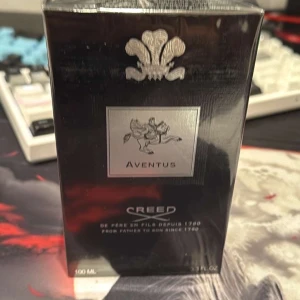 AVENTUS
CREED
DE PÈRE EN FILS DEPUIS 1760
FROM FATHER TO SON SINCE 1760
100 ML